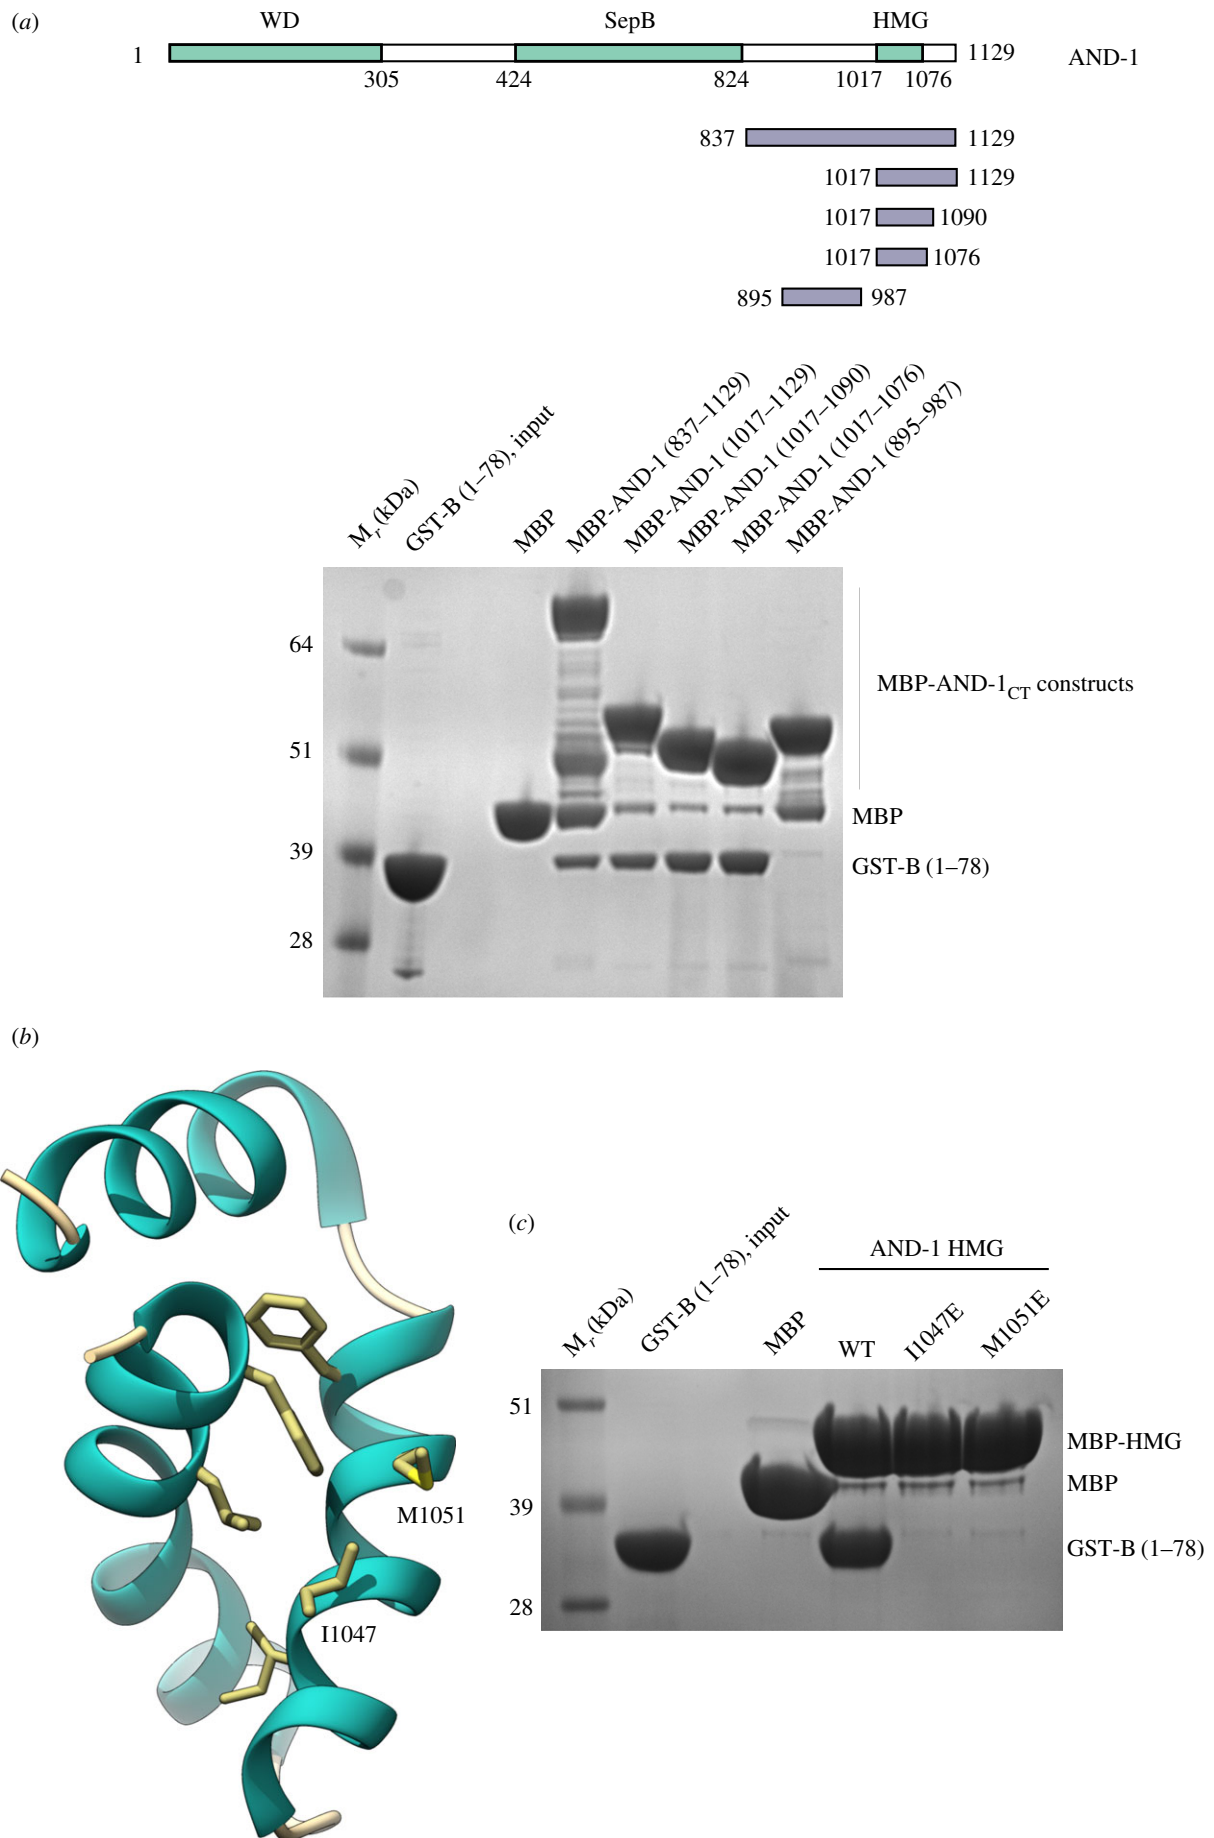 (a)
WD SepB HMG
1 1129 AND-1
305 424 824 1017 1076
837 1129
1017 1129
1017 1090
1017 1076
895 987
Mr (kDa)
GST-B (1–78), input
MBP
MBP-AND-1 (837–1129)
MBP-AND-1 (1017–1129)
MBP-AND-1 (1017–1090)
MBP-AND-1 (1017–1076)
MBP-AND-1 (895–987)
64
MBP-AND-1CT constructs
51
MBP
39
GST-B (1–78)
28
(b)
M1051
I1047
(c)
AND-1 HMG
Mr (kDa)
GST-B (1–78), input
MBP
WT
I1047E
M1051E
51
MBP-HMG
MBP
39
GST-B (1–78)
28